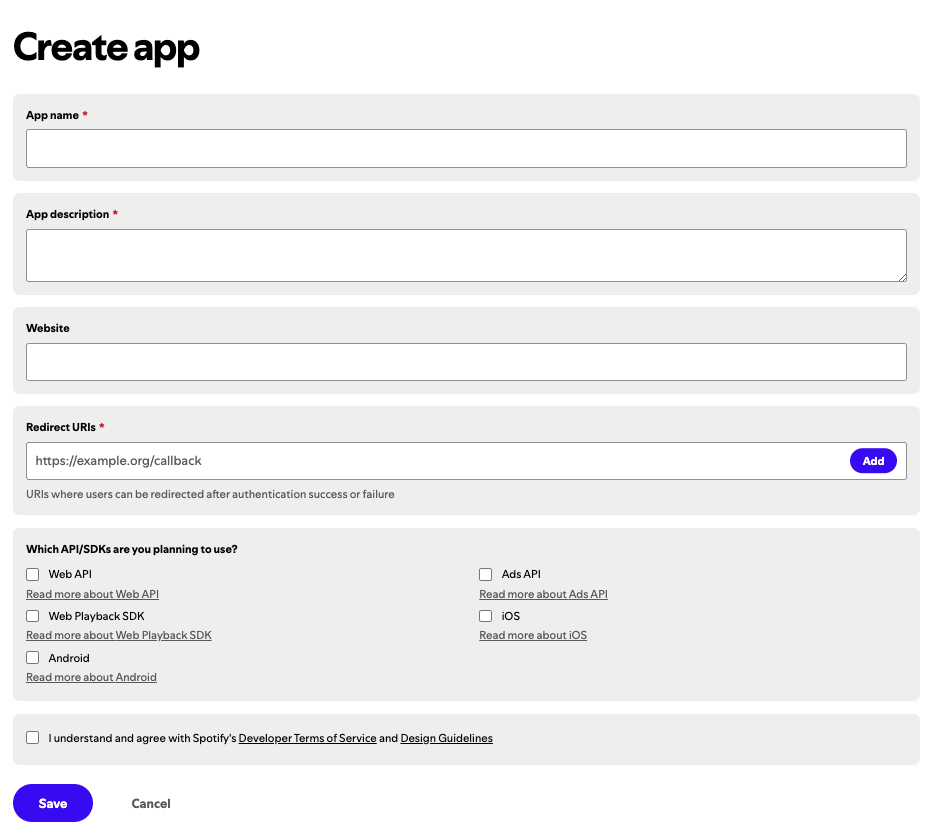 Create app
App name *
App description *
Website
Redirect URIs *
https://example.org/callback
Add
URIs where users can be redirected after authentication success or failure
Which API/SDKs are you planning to use?
Web API
Read more about Web API
Ads API
Read more about Ads API
Web Playback SDK
Read more about Web Playback SDK
iOS
Read more about iOS
Android
Read more about Android
I understand and agree with Spotify's Developer Terms of Service and Design Guidelines
Save
Cancel